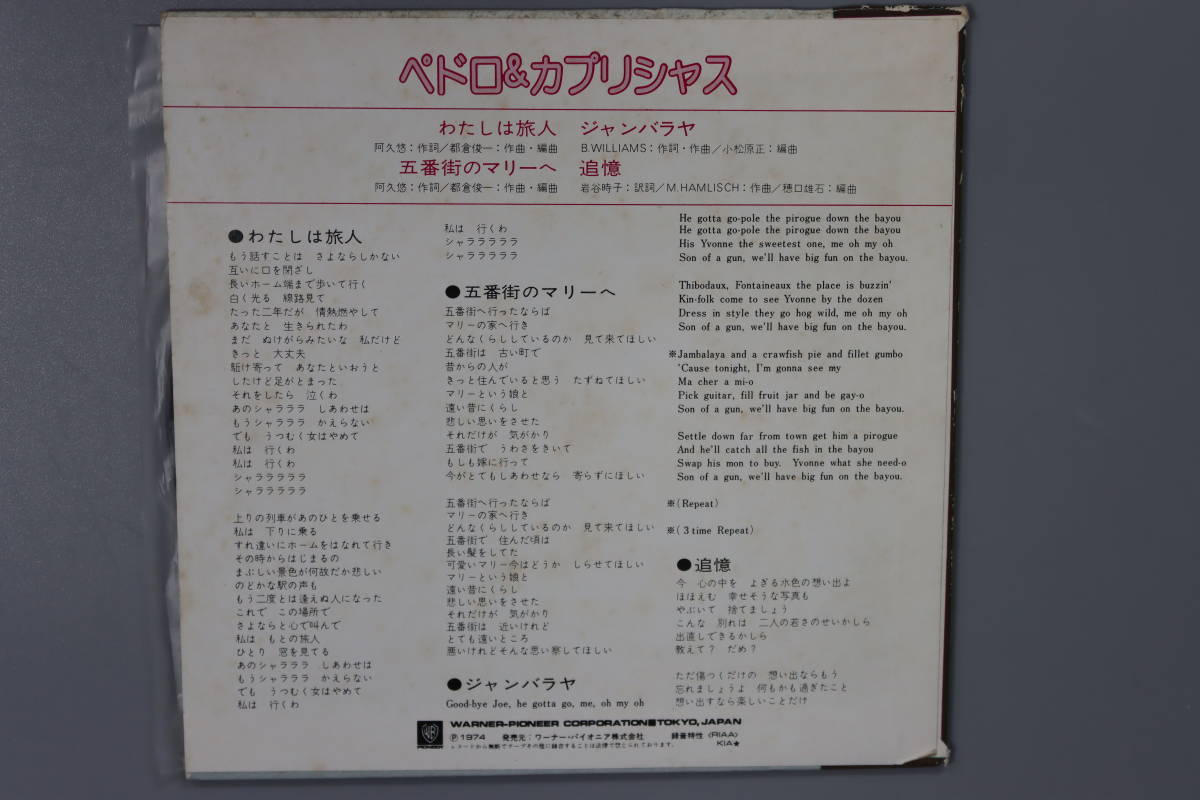 ペドロ&カプリシャス
わたしは旅人
阿久悠：作詞／都倉俊一：作曲・編曲
五番街のマリーへ
阿久悠：作詞／都倉俊一：作曲・編曲
ジャンバラヤ
B.WILLIAMS：作詞・作曲／小松原正：編曲
追憶
岩谷時子：訳詞／M.HAMLISCH：作曲／穂口雄石：編曲
●わたしは旅人
もう話すことは さよならしかない
互いに口を閉ざし
長いホーム端まで歩いて行く
白く光る 線路見て
たった二年だが 情熱燃やして
あなたと 生きられたわ
まだ ぬけがらみたいな 私だけど
きっと 大丈夫
駈け寄って あなたといおうと
したけど足がとまった
それをしたら 泣くわ
あのシャラララ しあわせは
もうシャラララ かえらない
でも うつむく女はやめて
私は 行くわ
私は 行くわ
シャラララララ
シャラララララ
上りの列車があのひとを乗せる
私は 下りに乗る
すれ違いにホームをはなれて行き
その時からはじまるの
まぶしい景色が何故だか悲しい
のどかな駅の声も
もう二度とは逢えぬ人になった
これで この場所で
さよならと心で叫んで
私は もとの旅人
ひとり 窓を見てる
あのシャラララ しあわせは
もうシャラララ かえらない
でも うつむく女はやめて
私は 行くわ
私は 行くわ
シャラララララ
シャラララララ
●五番街のマリーへ
五番街へ行ったならば
マリーの家へ行き
どんなくらししているのか 見て来てほしい
五番街は 古い町で
昔からの人が
きっと住んでいると思う たずねてほしい
マリーという娘と
遠い昔にくらし
悲しい思いをさせた
それだけが 気がかり
五番街で うわさをきいて
もしも嫁に行って
今がとてもしあわせなら 寄らずにほしい
五番街へ行ったならば
マリーの家へ行き
どんなくらししているのか 見て来てほしい
五番街で 住んだ頃は
長い髪をしてた
可愛いマリー今はどうか しらせてほしい
マリーという娘と
遠い昔にくらし
悲しい思いをさせた
それだけが 気がかり
五番街は 近いけれど
とても遠いところ
悪いけれどそんな思い察してほしい
●ジャンバラヤ
Good-bye Joe, he gotta go, me, oh my oh
He gotta go-pole the pirogue down the bayou
He gotta go-pole the pirogue down the bayou
His Yvonne the sweetest one, me oh my oh
Son of a gun, we'll have big fun on the bayou.
Thibodaux, Fontaineaux the place is buzzin'
Kin-folk come to see Yvonne by the dozen
Dress in style they go hog wild, me oh my oh
Son of a gun, we'll have big fun on the bayou.
※Jambalaya and a crawfish pie and fillet gumbo
'Cause tonight, I'm gonna see my
Ma cher a mi-o
Pick guitar, fill fruit jar and be gay-o
Son of a gun, we'll have big fun on the bayou.
Settle down far from town get him a pirogue
And he'll catch all the fish in the bayou
Swap his mon to buy. Yvonne what she need-o
Son of a gun, we'll have big fun on the bayou.
※(Repeat)
※(3 time Repeat)
●追憶
今 心の中を よぎる水色の想い出よ
ほほえむ 幸せそうな写真も
やぶいて 捨てましょう
こんな 別れは 二人の若さのせいかしら
出直しできるかしら
教えて？ だめ？
ただ傷つくだけの 想い出ならもう
忘れましょうよ 何もかも過ぎたこと
想い出すなら楽しいことだけ
WARNER-PIONEER CORPORATION■TOKYO, JAPAN
Ⓟ1974 発売元：ワーナー・パイオニア株式会社 録音特性〈RIAA〉
レコードから無断でテープその他に録音することは法律で禁じられております。 KIA★
PIONEER